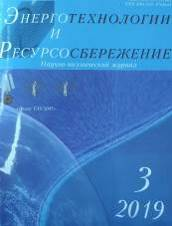 ЭНЕРГОТЕХНОЛОГИИ
И
РЕСУРСОСБЕРЕЖЕНИЕ
НАУЧНО-ТЕХНИЧЕСКИЙ ЖУРНАЛ
3
2019